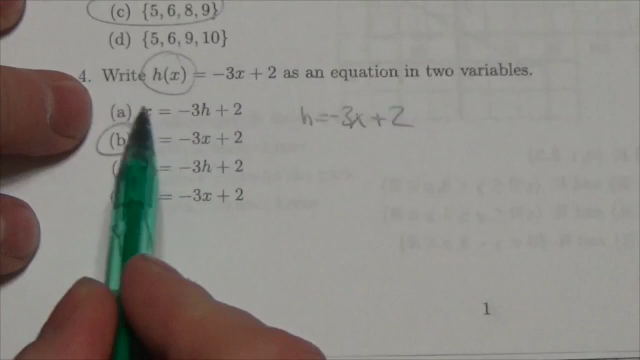 (c) {5, 6, 8, 9}
(d) {5, 6, 9, 10}
4. Write h(x) = −3x + 2 as an equation in two variables.
(a) = −3h + 2
h = -3x + 2
(b = −3x + 2
= −3h + 2
= −3x + 2
1